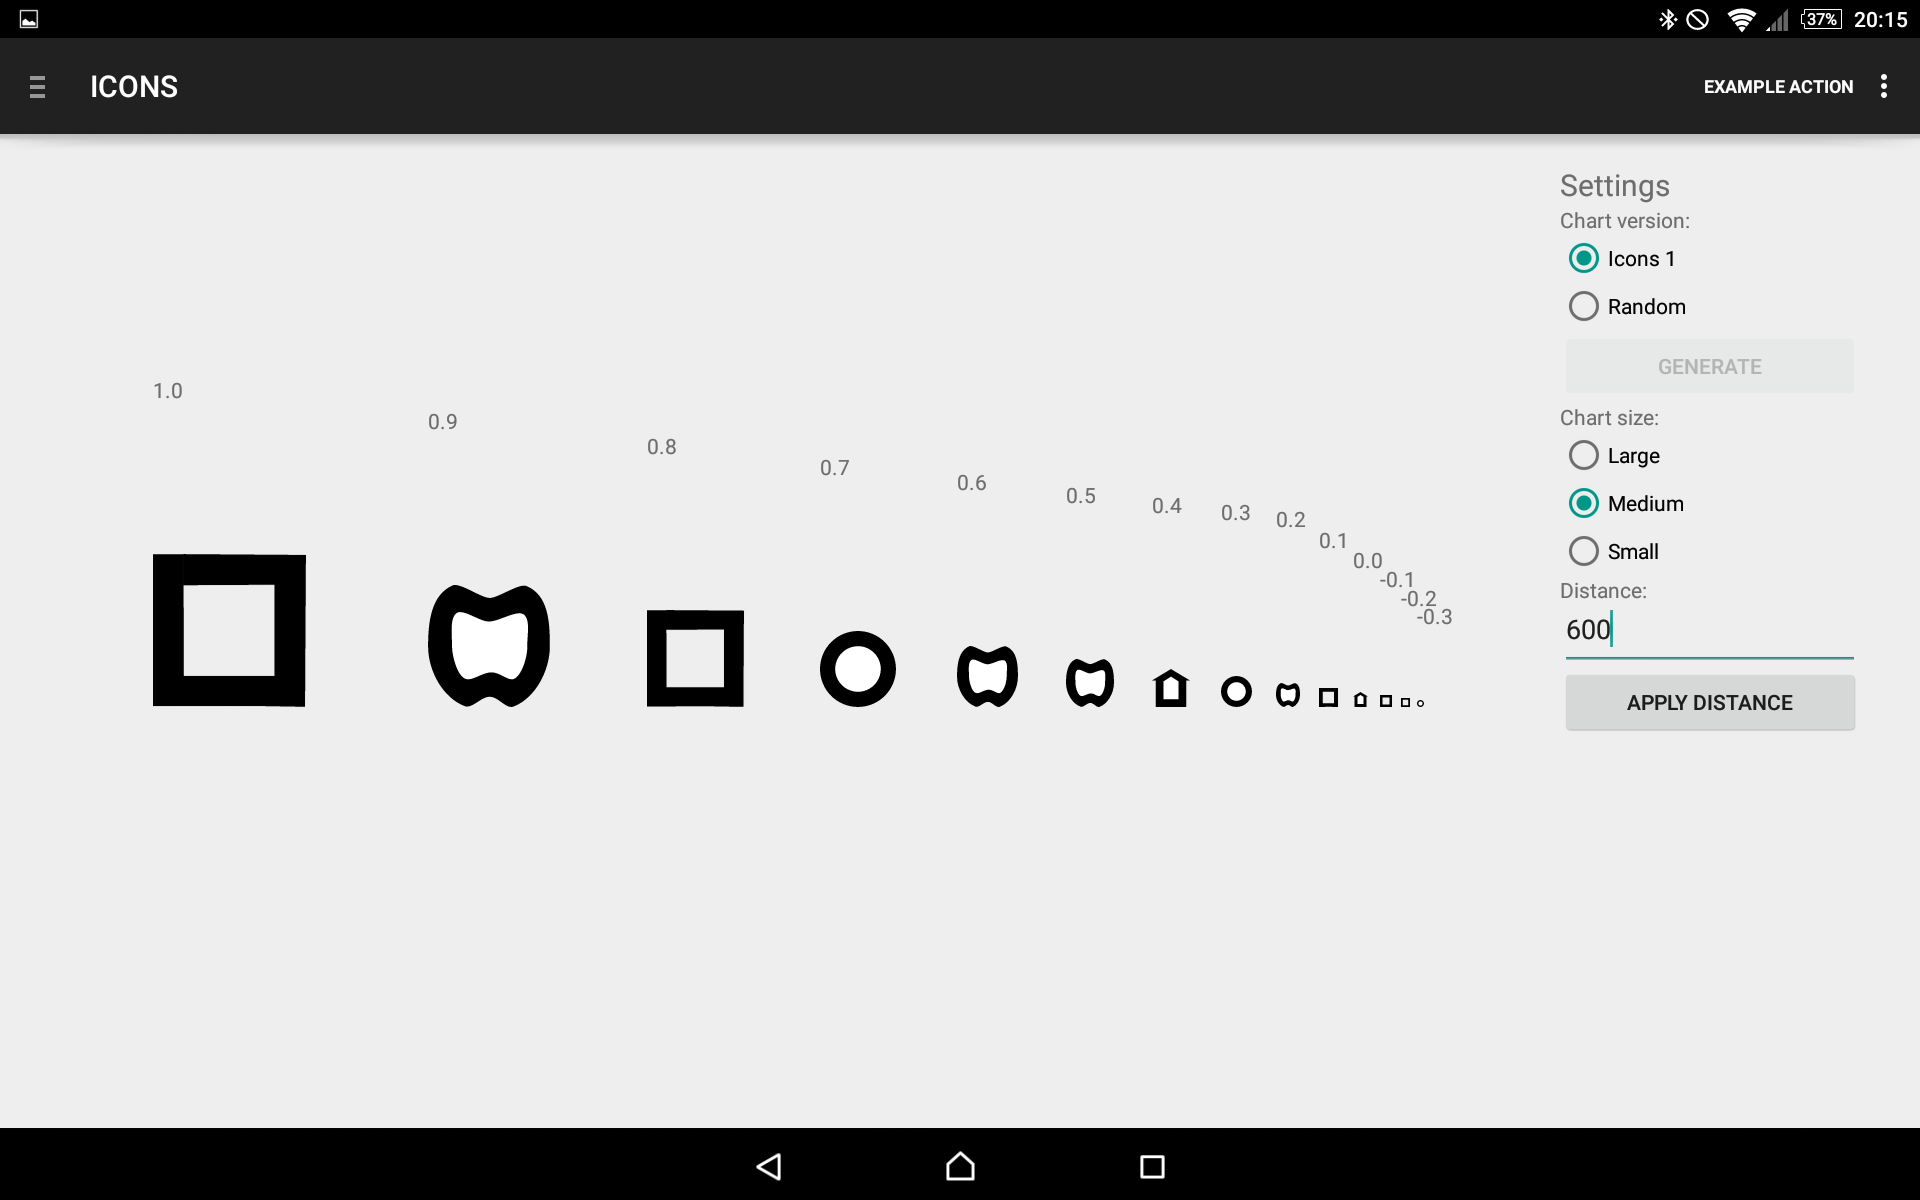 37% 20:15
ICONS
EXAMPLE ACTION
1.0
0.9
0.8
0.7
0.6
0.5
0.4
0.3
0.2
0.1
0.0
-0.1
-0.2
-0.3
Settings
Chart version:
Icons 1
Random
GENERATE
Chart size:
Large
Medium
Small
Distance:
600
APPLY DISTANCE